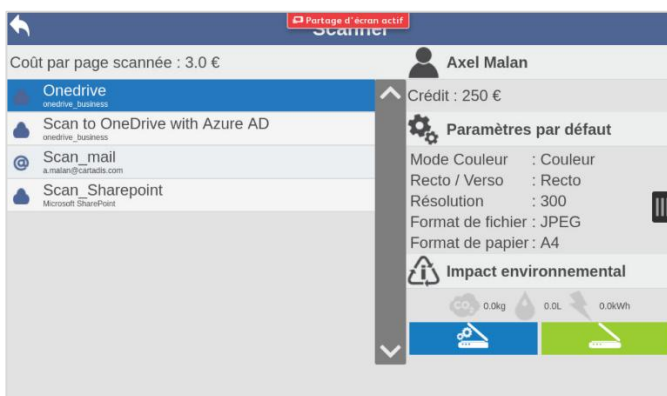 Partage d'écran actif
Scanner
Coût par page scannée : 3.0 €
Onedrive
onedrive_business
Scan to OneDrive with Azure AD
onedrive_business
@ Scan_mail
a.malan@cartadis.com
Scan_Sharepoint
Microsoft SharePoint
Axel Malan
Crédit : 250 €
Paramètres par défaut
Mode Couleur : Couleur
Recto / Verso : Recto
Résolution : 300
Format de fichier : JPEG
Format de papier : A4
Impact environnemental
CO₂ 0.0kg 0.0L 0.0kWh